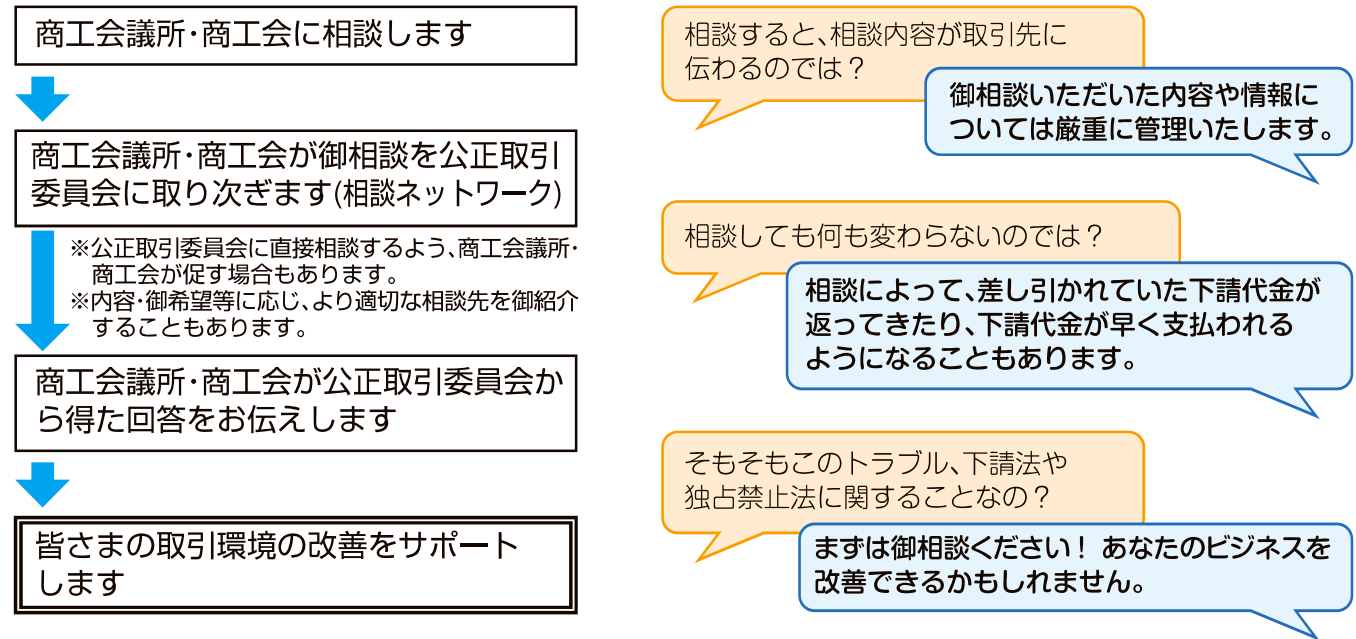 商工会議所･商工会に相談します
商工会議所･商工会が御相談を公正取引
委員会に取り次ぎます(相談ネットワーク)
※公正取引委員会に直接相談するよう、商工会議所･
商工会が促す場合もあります。
※内容･御希望等に応じ、より適切な相談先を御紹介
することもあります。
商工会議所･商工会が公正取引委員会か
ら得た回答をお伝えします
皆さまの取引環境の改善をサポート
します
相談すると、相談内容が取引先に
伝わるのでは？
御相談いただいた内容や情報に
ついては厳重に管理いたします。
相談しても何も変わらないのでは？
相談によって、差し引かれていた下請代金が
返ってきたり、下請代金が早く支払われる
ようになることもあります。
そもそもこのトラブル、下請法や
独占禁止法に関することなの？
まずは御相談ください！ あなたのビジネスを
改善できるかもしれません。